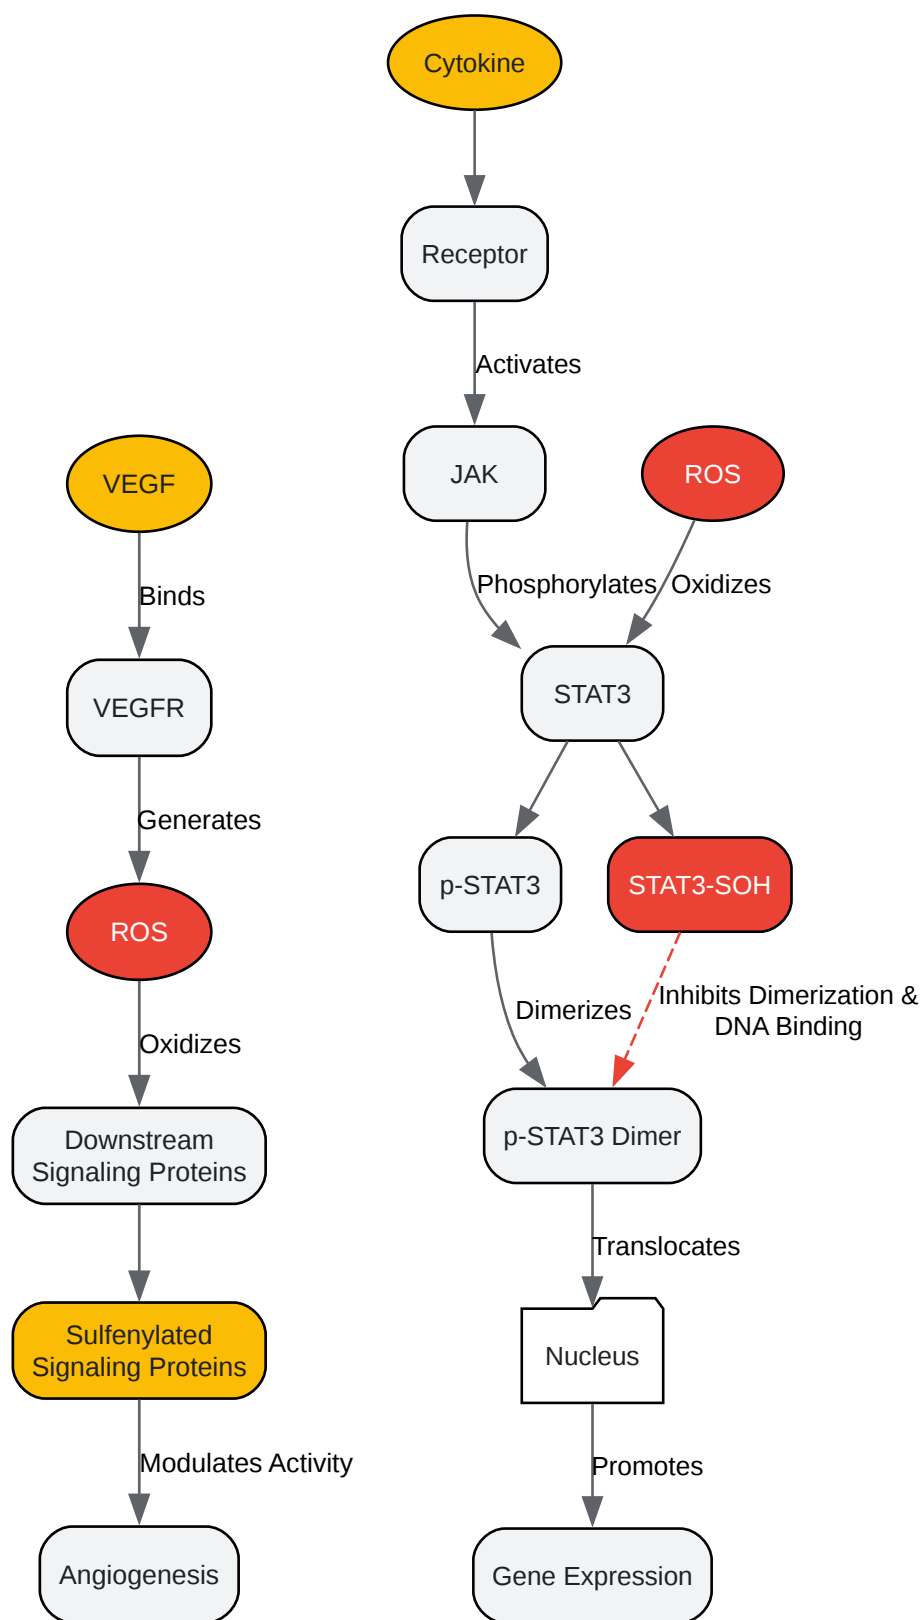 Cytokine
Receptor
Activates
JAK
ROS
Phosphorylates
Oxidizes
STAT3
p-STAT3
STAT3-SOH
Dimerizes
Inhibits Dimerization &
DNA Binding
p-STAT3 Dimer
Translocates
Nucleus
Promotes
Gene Expression
VEGF
Binds
VEGFR
Generates
ROS
Oxidizes
Downstream
Signaling Proteins
Sulfenylated
Signaling Proteins
Modulates Activity
Angiogenesis